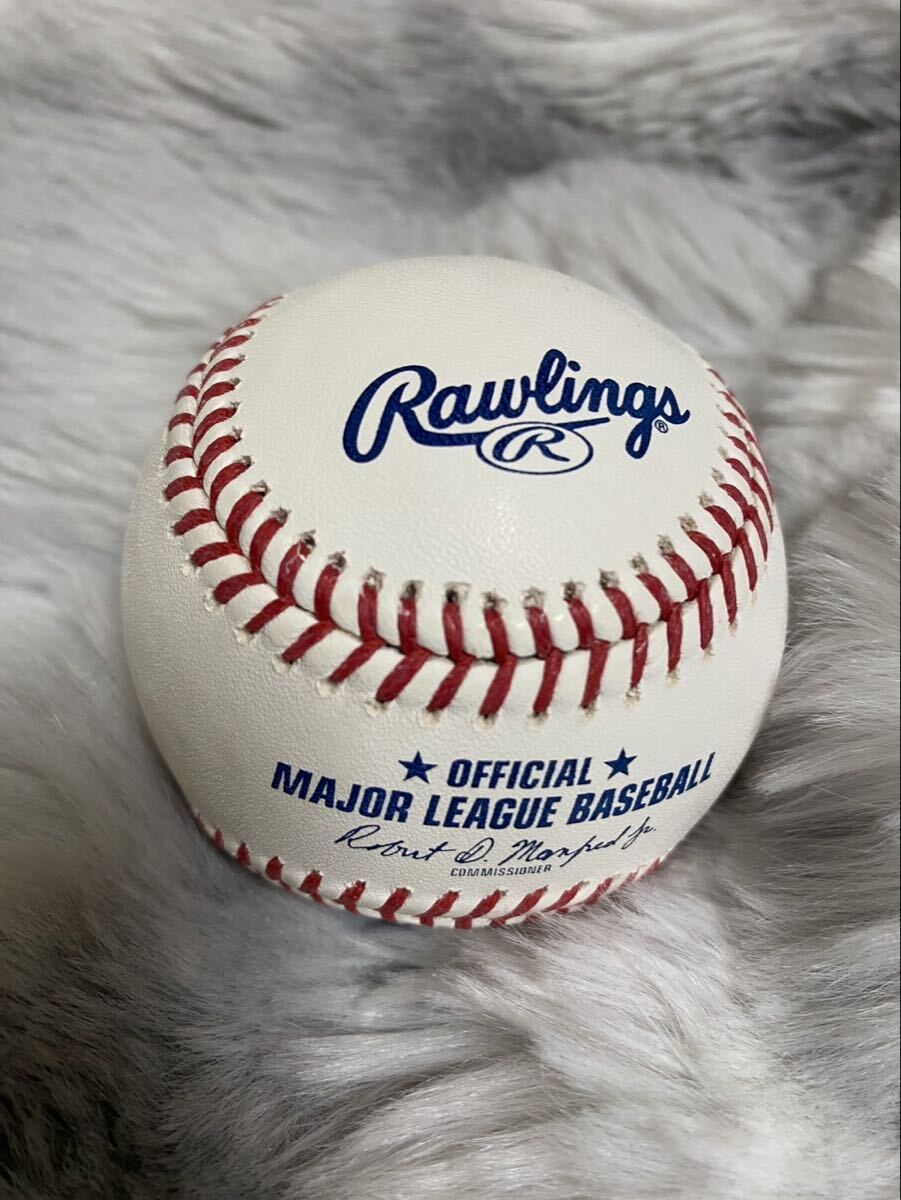 Rawlings®
R
★ OFFICIAL ★
MAJOR LEAGUE BASEBALL
Robert D. Manfred Jr.
COMMISSIONER